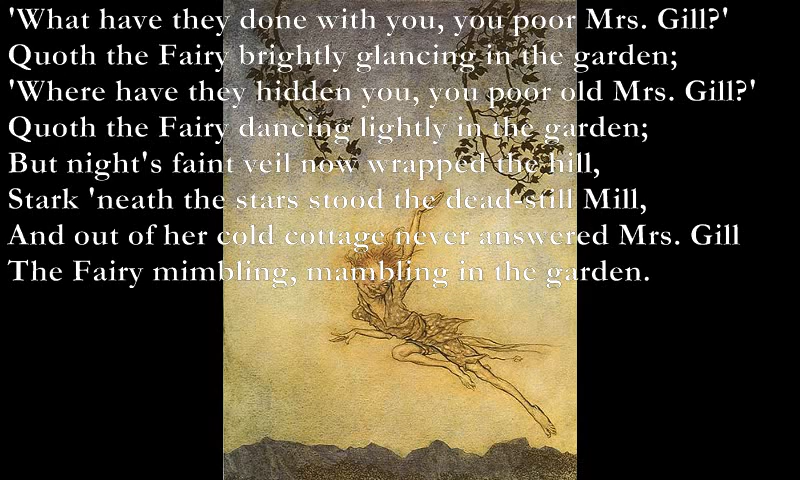 'What have they done with you, you poor Mrs. Gill?'
Quoth the Fairy brightly glancing in the garden;
'Where have they hidden you, you poor old Mrs. Gill?'
Quoth the Fairy dancing lightly in the garden;
But night's faint veil now wrapped the hill,
Stark 'neath the stars stood the dead-still Mill,
And out of her cold cottage never answered Mrs. Gill
The Fairy mimbling, mambling in the garden.